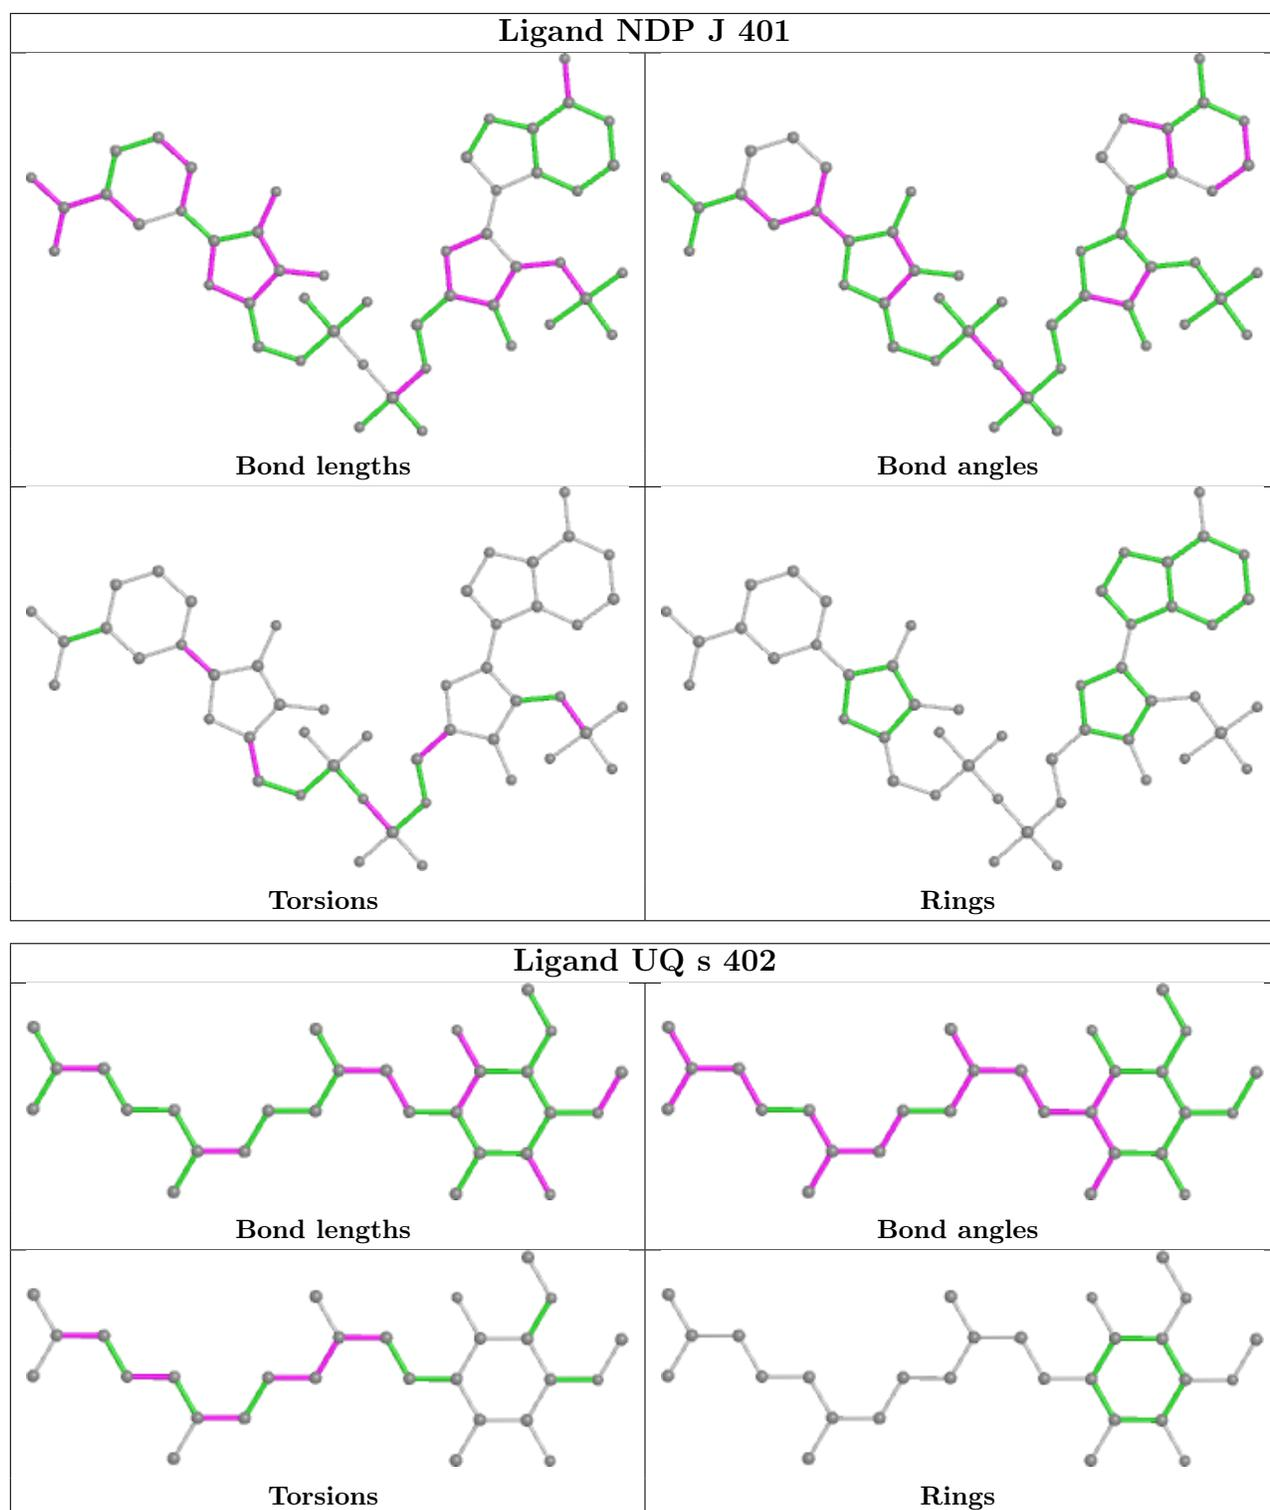 Ligand NDP J 401
Bond lengths
Bond angles
Torsions
Rings
Ligand UQ s 402
Bond lengths
Bond angles
Torsions
Rings